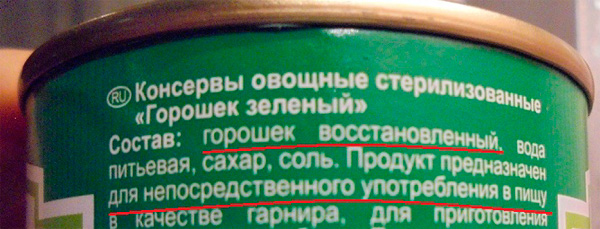 RU Консервы овощные стерилизованные
«Горошек зеленый»
Состав: горошек восстановленный, вода
питьевая, сахар, соль. Продукт предназначен
для непосредственного употребления в пищу
в качестве гарнира, для приготовления